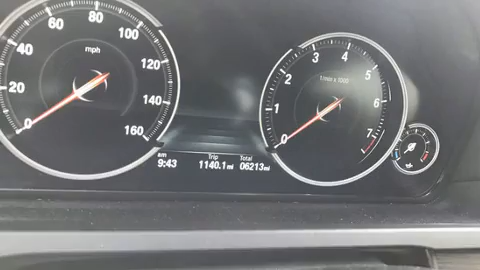 0 20 40 60 80 100 120 140 160
mph
0 1 2 3 4 5 6 7
1/min x 1000
am Trip Total
9:43 1140.1 mi 06213 mi